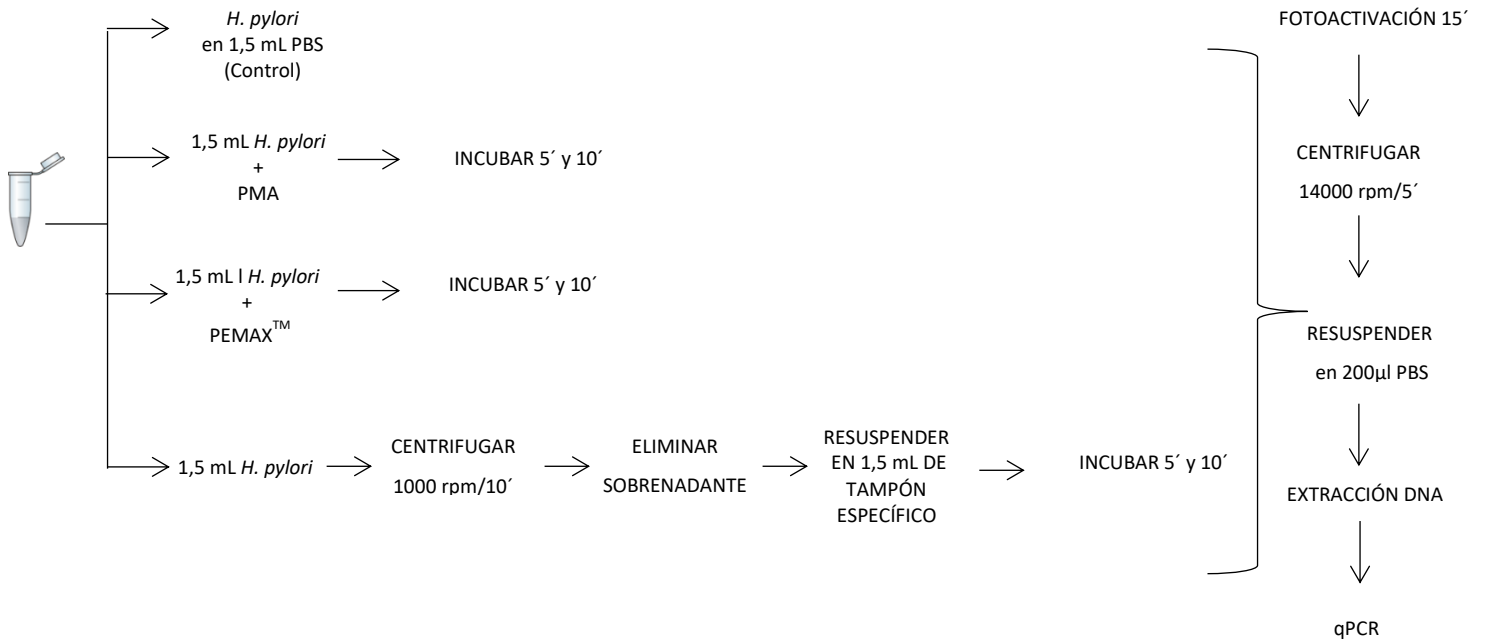 H. pylori
en 1,5 mL PBS
(Control)
1,5 mL H. pylori
+
PMA
INCUBAR 5´ y 10´
1,5 mL l H. pylori
+
PEMAX™
INCUBAR 5´ y 10´
1,5 mL H. pylori
CENTRIFUGAR
1000 rpm/10´
ELIMINAR
SOBRENADANTE
RESUSPENDER
EN 1,5 mL DE
TAMPÓN
ESPECÍFICO
INCUBAR 5´ y 10´
FOTOACTIVACIÓN 15´
CENTRIFUGAR
14000 rpm/5´
RESUSPENDER
en 200µl PBS
EXTRACCIÓN DNA
qPCR